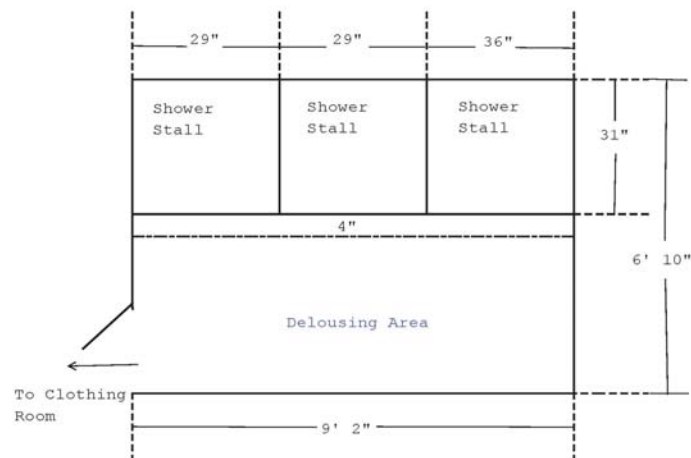 29" 29" 36"
Shower Shower Shower
Stall Stall Stall
31"
4"
6' 10"
Delousing Area
To Clothing
Room
9' 2"